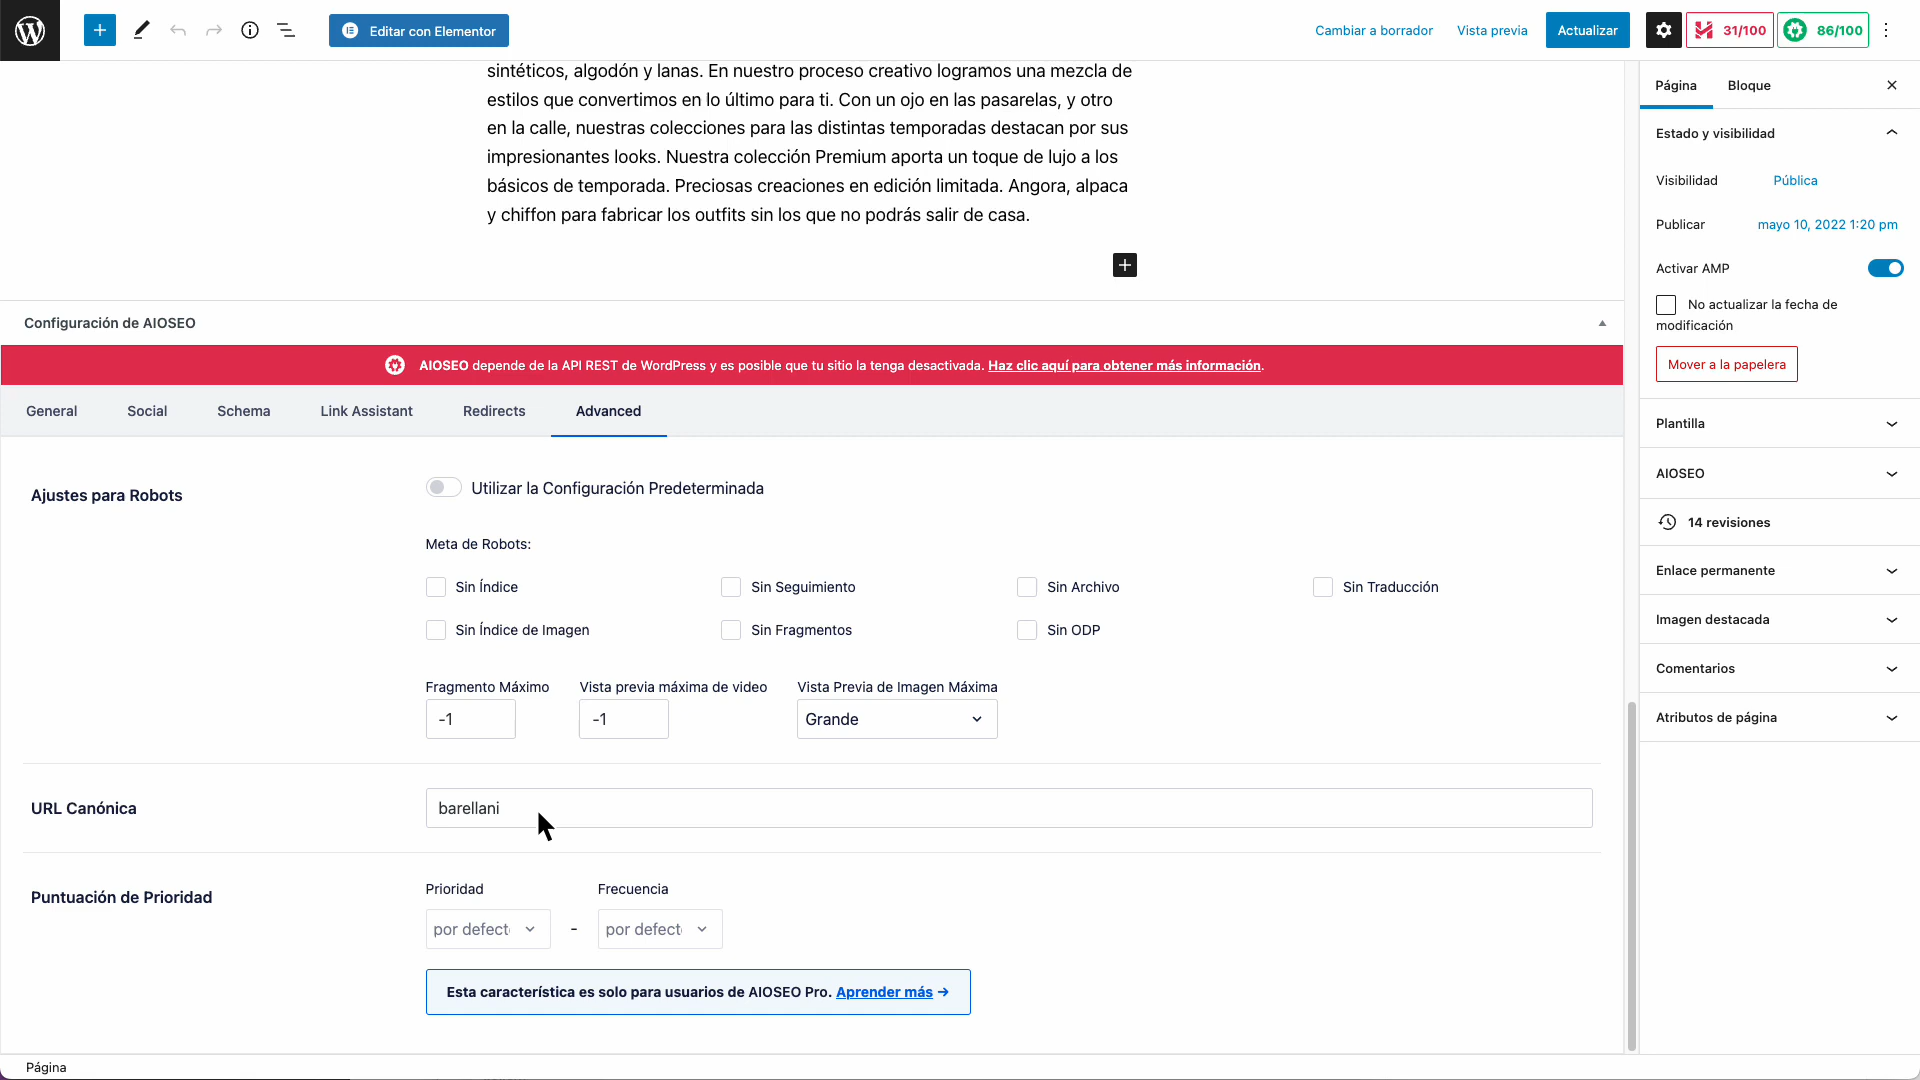 Editar con Elementor
Cambiar a borrador
Vista previa
Actualizar
31/100
86/100
sintéticos, algodón y lanas. En nuestro proceso creativo logramos una mezcla de
estilos que convertimos en lo último para ti. Con un ojo en las pasarelas, y otro
en la calle, nuestras colecciones para las distintas temporadas destacan por sus
impresionantes looks. Nuestra colección Premium aporta un toque de lujo a los
básicos de temporada. Preciosas creaciones en edición limitada. Angora, alpaca
y chiffon para fabricar los outfits sin los que no podrás salir de casa.
Configuración de AIOSEO
AIOSEO depende de la API REST de WordPress y es posible que tu sitio la tenga desactivada. Haz clic aquí para obtener más información.
General
Social
Schema
Link Assistant
Redirects
Advanced
Ajustes para Robots
Utilizar la Configuración Predeterminada
Meta de Robots:
Sin Índice
Sin Seguimiento
Sin Archivo
Sin Traducción
Sin Índice de Imagen
Sin Fragmentos
Sin ODP
Fragmento Máximo
Vista previa máxima de video
Vista Previa de Imagen Máxima
-1
-1
Grande
URL Canónica
barellani
Puntuación de Prioridad
Prioridad
Frecuencia
por defect
-
por defect
Esta característica es solo para usuarios de AIOSEO Pro. Aprender más →
Página
Página
Bloque
Estado y visibilidad
Visibilidad
Pública
Publicar
mayo 10, 2022 1:20 pm
Activar AMP
No actualizar la fecha de
modificación
Mover a la papelera
Plantilla
AIOSEO
14 revisiones
Enlace permanente
Imagen destacada
Comentarios
Atributos de página